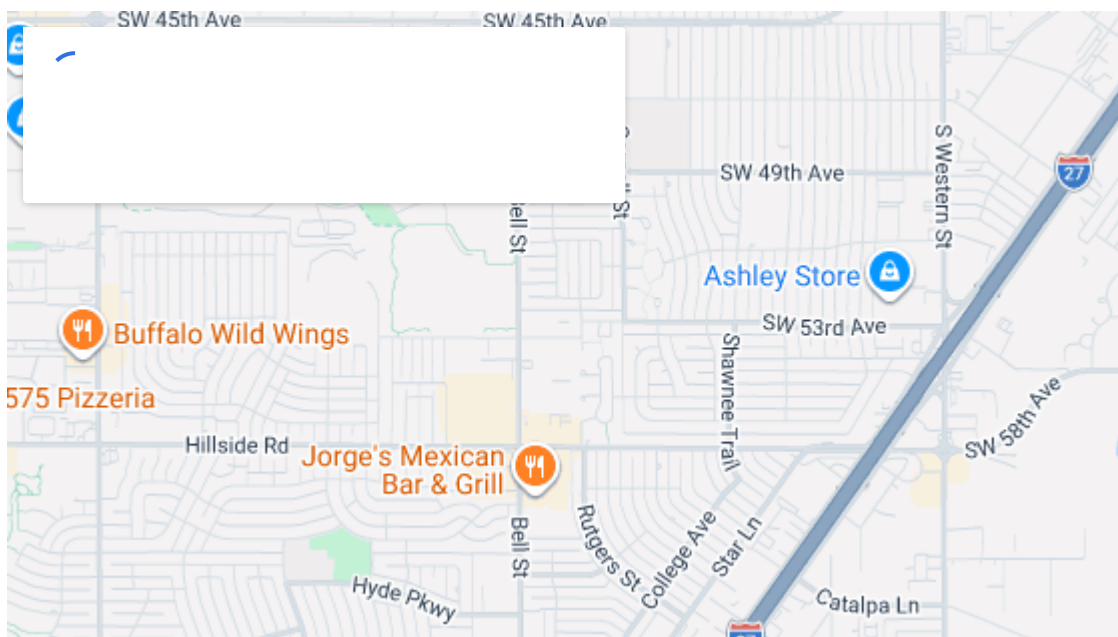 SW 45th Ave
SW 45th Ave
S Western St
SW 49th Ave
27
Bell St
St
Ashley Store
SW 53rd Ave
Buffalo Wild Wings
Shawnee Trail
575 Pizzeria
SW 58th Ave
Hillside Rd
Jorge's Mexican
Bar & Grill
Bell St
Rutgers St
College Ave
Star Ln
Hyde Pkwy
Catalpa Ln